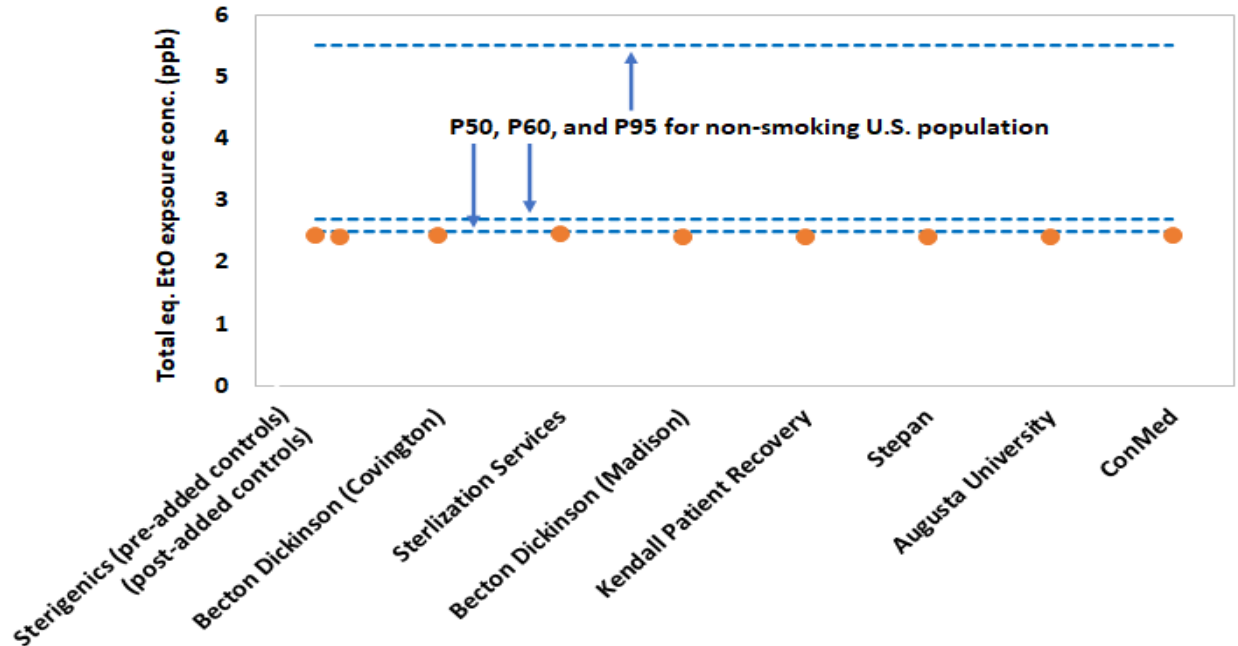 Total eq. EtO expsoure conc. (ppb)
6
5
4
3
2
1
0
P50, P60, and P95 for non-smoking U.S. population
Sterigenics (pre-added controls)
(post-added controls)
Becton Dickinson (Covington)
Sterlization Services
Becton Dickinson (Madison)
Kendall Patient Recovery
Stepan
Augusta University
ConMed